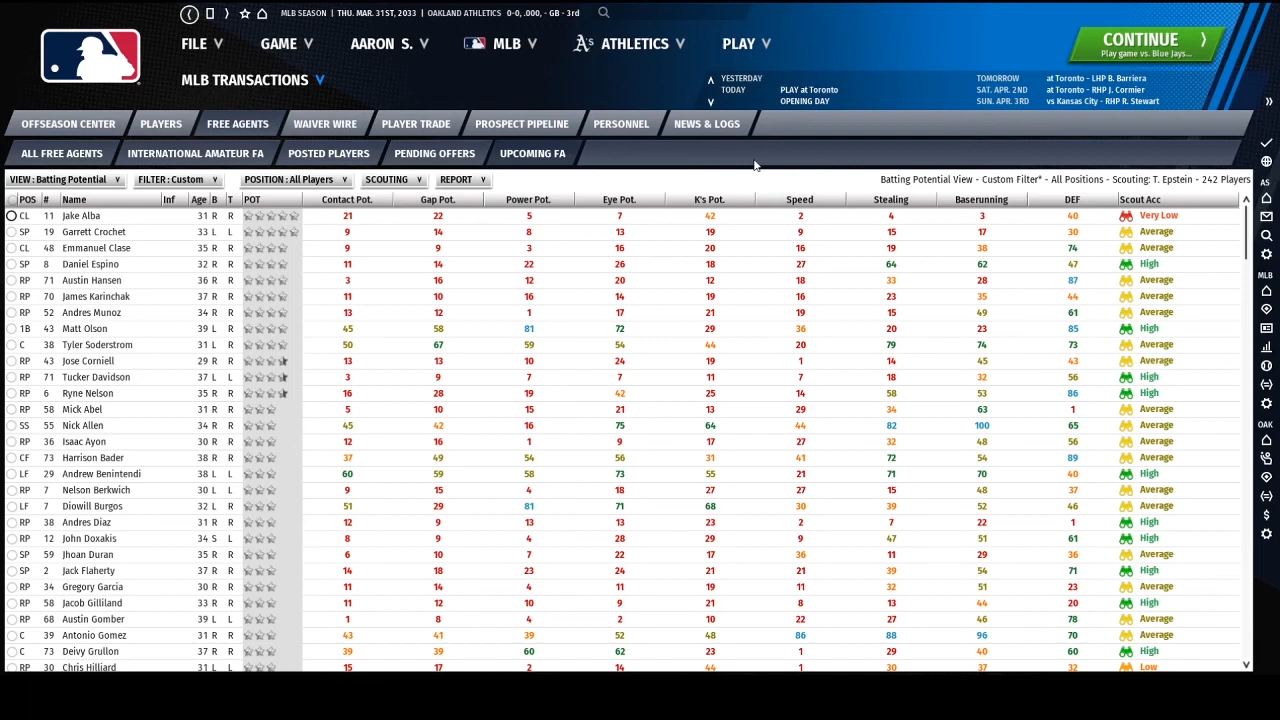 MLB SEASON | THU. MAR. 31ST, 2033 | OAKLAND ATHLETICS 0-0, .000, - GB - 3rd
FILE GAME AARON S. MLB A's ATHLETICS PLAY
CONTINUE
Play game vs. Blue Jays...
MLB TRANSACTIONS
YESTERDAY
TODAY PLAY at Toronto
OPENING DAY
TOMORROW at Toronto - LHP B. Barriera
SAT. APR. 2ND at Toronto - RHP J. Cormier
SUN. APR. 3RD vs Kansas City - RHP R. Stewart
OFFSEASON CENTER PLAYERS FREE AGENTS WAIVER WIRE PLAYER TRADE PROSPECT PIPELINE PERSONNEL NEWS & LOGS
ALL FREE AGENTS INTERNATIONAL AMATEUR FA POSTED PLAYERS PENDING OFFERS UPCOMING FA
VIEW : Batting Potential FILTER : Custom POSITION : All Players SCOUTING REPORT Batting Potential View - Custom Filter* - All Positions - Scouting: T. Epstein - 242 Players
POS # Name Inf Age B T POT Contact Pot. Gap Pot. Power Pot. Eye Pot. K's Pot. Speed Stealing Baserunning DEF Scout Acc
CL 11 Jake Alba 31 R R 21 22 5 7 42 2 4 3 40 Very Low
SP 19 Garrett Crochet 33 L L 9 14 8 13 19 9 15 17 30 Average
CL 48 Emmanuel Clase 35 R R 9 9 3 16 20 16 19 38 74 Average
SP 8 Daniel Espino 32 R R 11 14 22 26 18 27 64 62 47 High
RP 71 Austin Hansen 36 R R 3 16 12 20 12 18 33 28 87 Average
RP 70 James Karinchak 37 R R 11 10 16 14 19 16 23 35 44 Average
RP 52 Andres Munoz 34 R R 13 12 1 17 21 19 15 49 61 Average
1B 43 Matt Olson 39 L R 45 58 81 72 29 36 20 23 85 High
C 38 Tyler Soderstrom 31 L R 50 67 59 54 44 20 79 74 73 Average
RP 43 Jose Corniell 29 R R 13 13 10 24 19 1 14 45 43 Average
RP 71 Tucker Davidson 37 L L 3 9 7 7 11 7 18 32 56 High
RP 6 Ryne Nelson 35 R R 16 28 19 42 25 14 58 53 86 High
RP 58 Mick Abel 31 R R 5 10 15 21 13 29 34 63 1 Average
SS 55 Nick Allen 34 R R 45 42 16 75 64 44 82 100 65 High
RP 36 Isaac Ayon 30 R R 12 16 1 9 17 27 32 48 56 Average
CF 73 Harrison Bader 38 R R 37 49 54 56 31 41 72 54 89 High
LF 29 Andrew Benintendi 38 L L 60 59 58 73 55 21 71 70 40 High
RP 7 Nelson Berkwich 30 L L 9 15 4 18 27 27 15 48 37 Average
LF 7 Diowill Burgos 32 L R 51 29 81 71 68 30 39 52 46 Average
RP 38 Andres Diaz 31 R R 12 9 13 13 23 2 7 22 1 High
RP 12 John Doxakis 34 S L 8 9 4 28 29 9 47 51 61 High
SP 59 Jhoan Duran 35 R R 6 10 7 22 17 36 11 29 36 Average
SP 2 Jack Flaherty 37 R R 14 18 23 24 21 21 39 54 71 High
RP 34 Gregory Garcia 30 R R 11 14 4 11 19 11 32 51 23 Average
RP 58 Jacob Gilliland 33 R R 11 12 10 9 21 8 13 44 20 High
RP 68 Austin Gomber 39 L L 1 8 4 2 10 22 27 46 78 Average
C 39 Antonio Gomez 31 R R 43 41 39 52 48 86 88 96 70 Average
C 73 Deivy Grullon 37 R R 39 39 60 62 23 1 29 40 60 High
RP 30 Chris Hilliard 31 L L 15 17 2 14 44 1 30 37 32 Low
AS
MLB
OAK